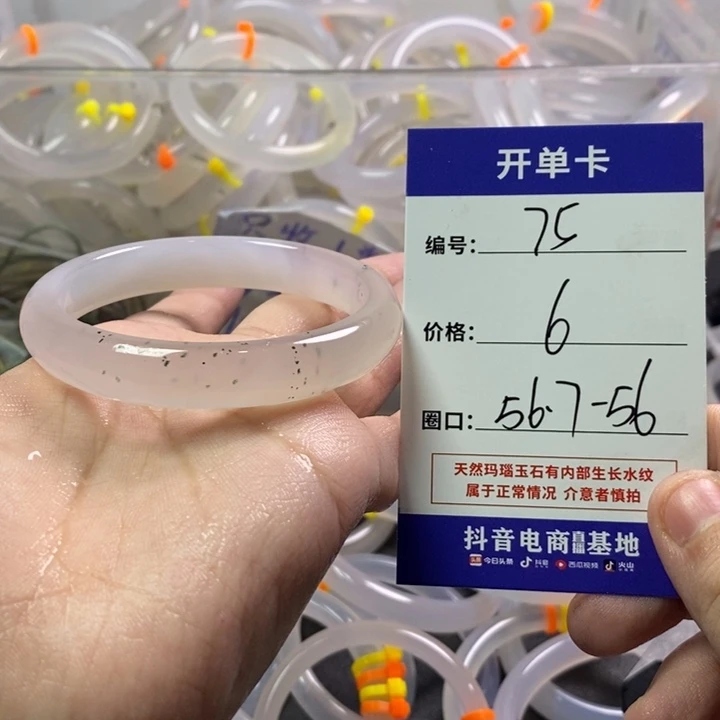 开单卡
编号: 75
价格: 6
圈口: 56.7-56
天然玛瑙玉石有内部生长水纹
属于正常情况 介意者慎拍
抖音电商直播基地
今日头条 抖音 西瓜视频 火山